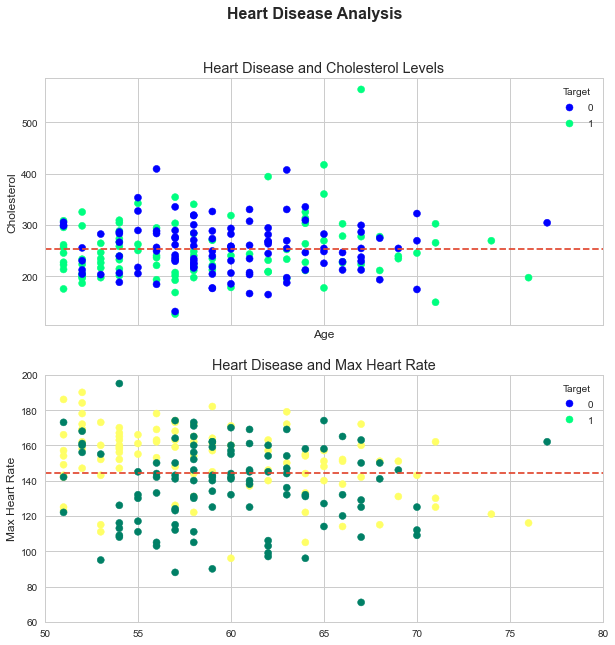 Heart Disease Analysis
Heart Disease and Cholesterol Levels
Target
0
1
500
400
300
200
Cholesterol
Age
Heart Disease and Max Heart Rate
Target
0
1
200
180
160
140
120
100
80
60
Max Heart Rate
50 55 60 65 70 75 80